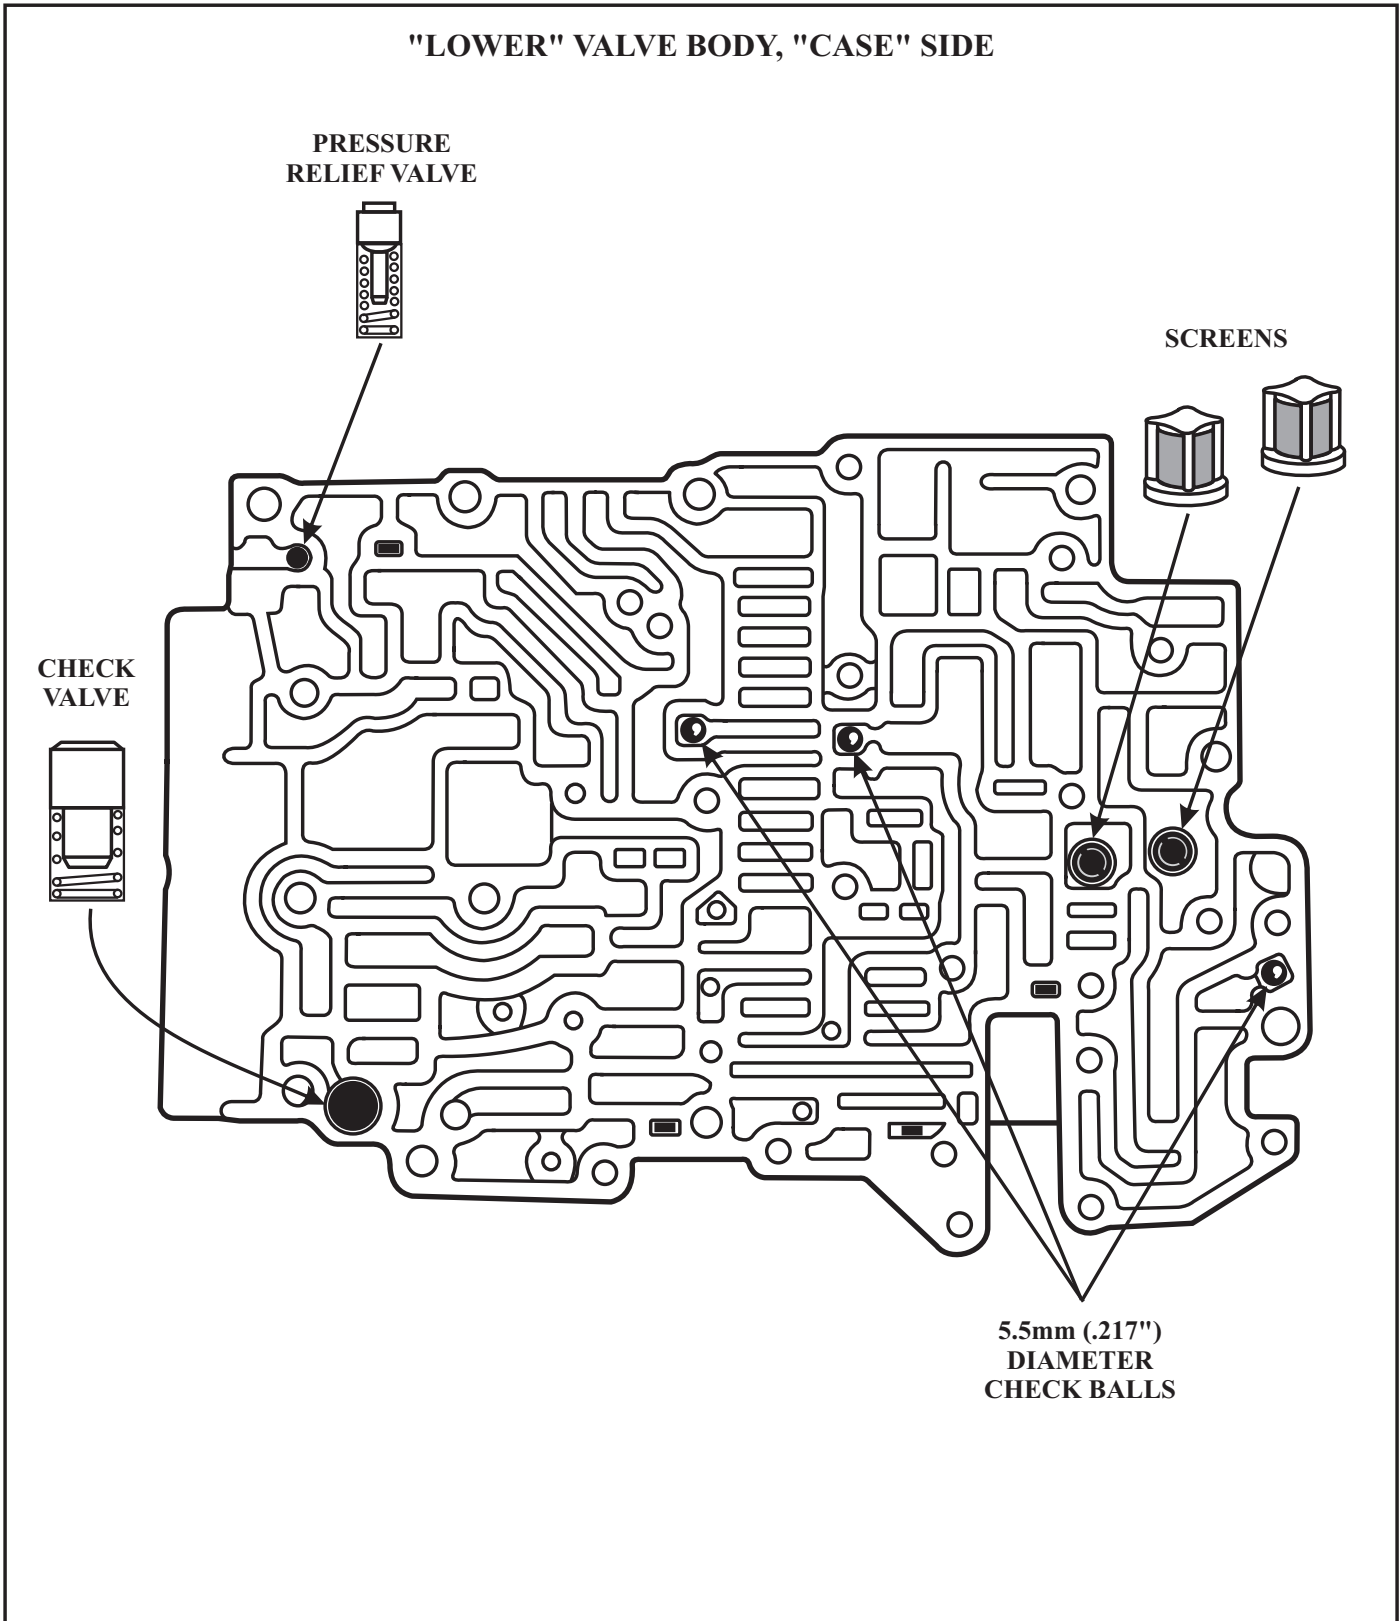 "LOWER" VALVE BODY, "CASE" SIDE
PRESSURE
RELIEF VALVE
SCREENS
CHECK
VALVE
5.5mm (.217")
DIAMETER
CHECK BALLS